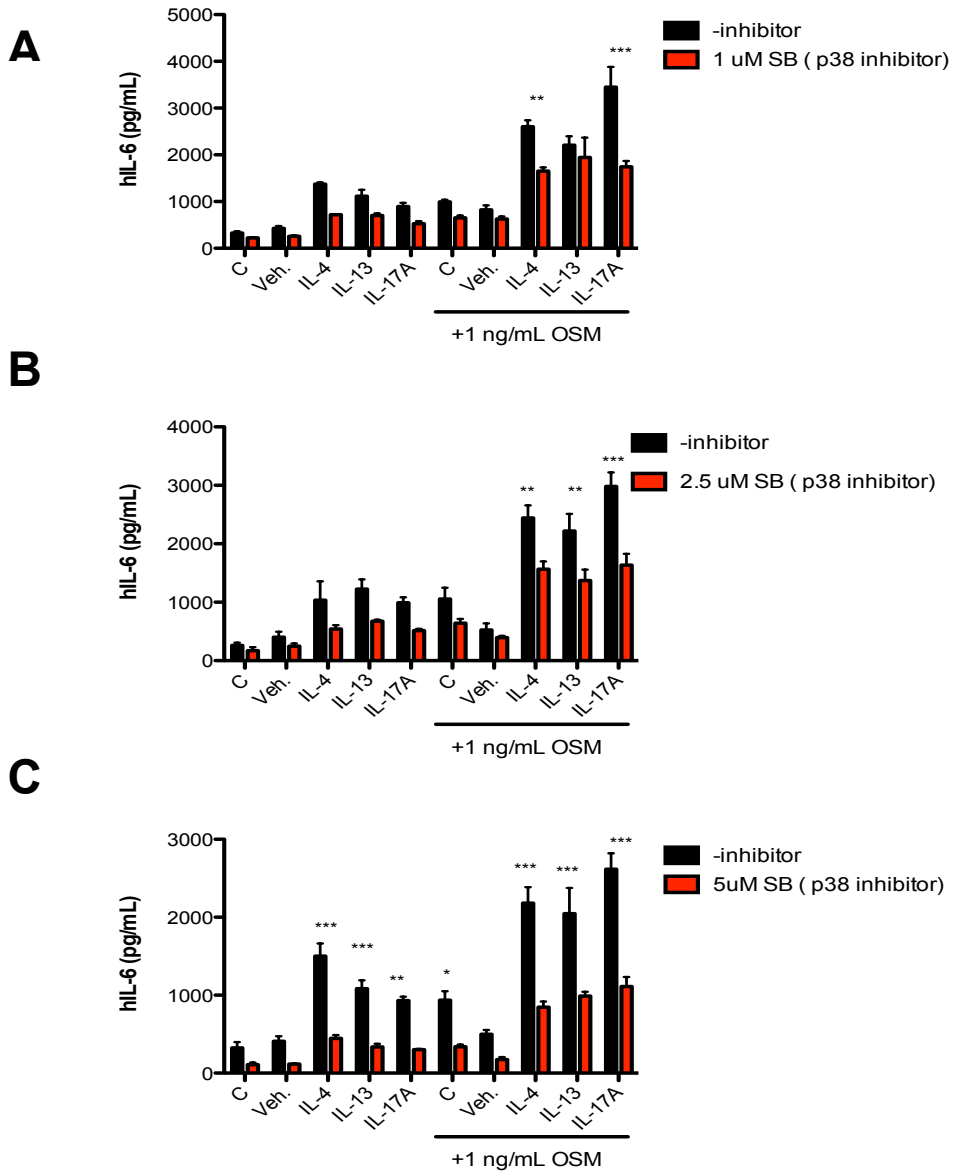 A
5000
4000
3000
2000
1000
0
hIL-6 (pg/mL)
-inhibitor
1 uM SB ( p38 inhibitor)
**
***
C
Veh.
IL-4
IL-13
IL-17A
C
Veh.
IL-4
IL-13
IL-17A
+1 ng/mL OSM
B
4000
3000
2000
1000
0
hIL-6 (pg/mL)
-inhibitor
2.5 uM SB ( p38 inhibitor)
**
**
***
C
Veh.
IL-4
IL-13
IL-17A
C
Veh.
IL-4
IL-13
IL-17A
+1 ng/mL OSM
C
3000
2000
1000
0
hIL-6 (pg/mL)
-inhibitor
5uM SB ( p38 inhibitor)
***
***
**
*
***
***
***
C
Veh.
IL-4
IL-13
IL-17A
C
Veh.
IL-4
IL-13
IL-17A
+1 ng/mL OSM